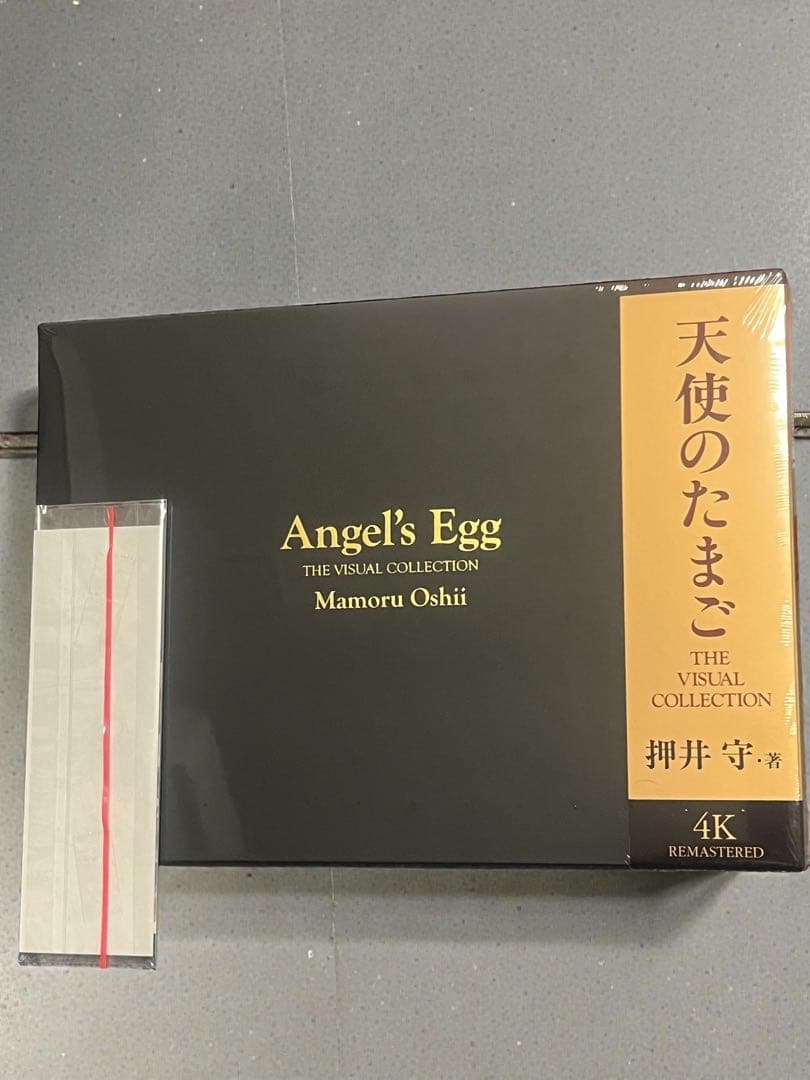 Angel's Egg
THE VISUAL COLLECTION
Mamoru Oshii
天使のたまご
THE
VISUAL
COLLECTION
押井 守・著
4K
REMASTERED